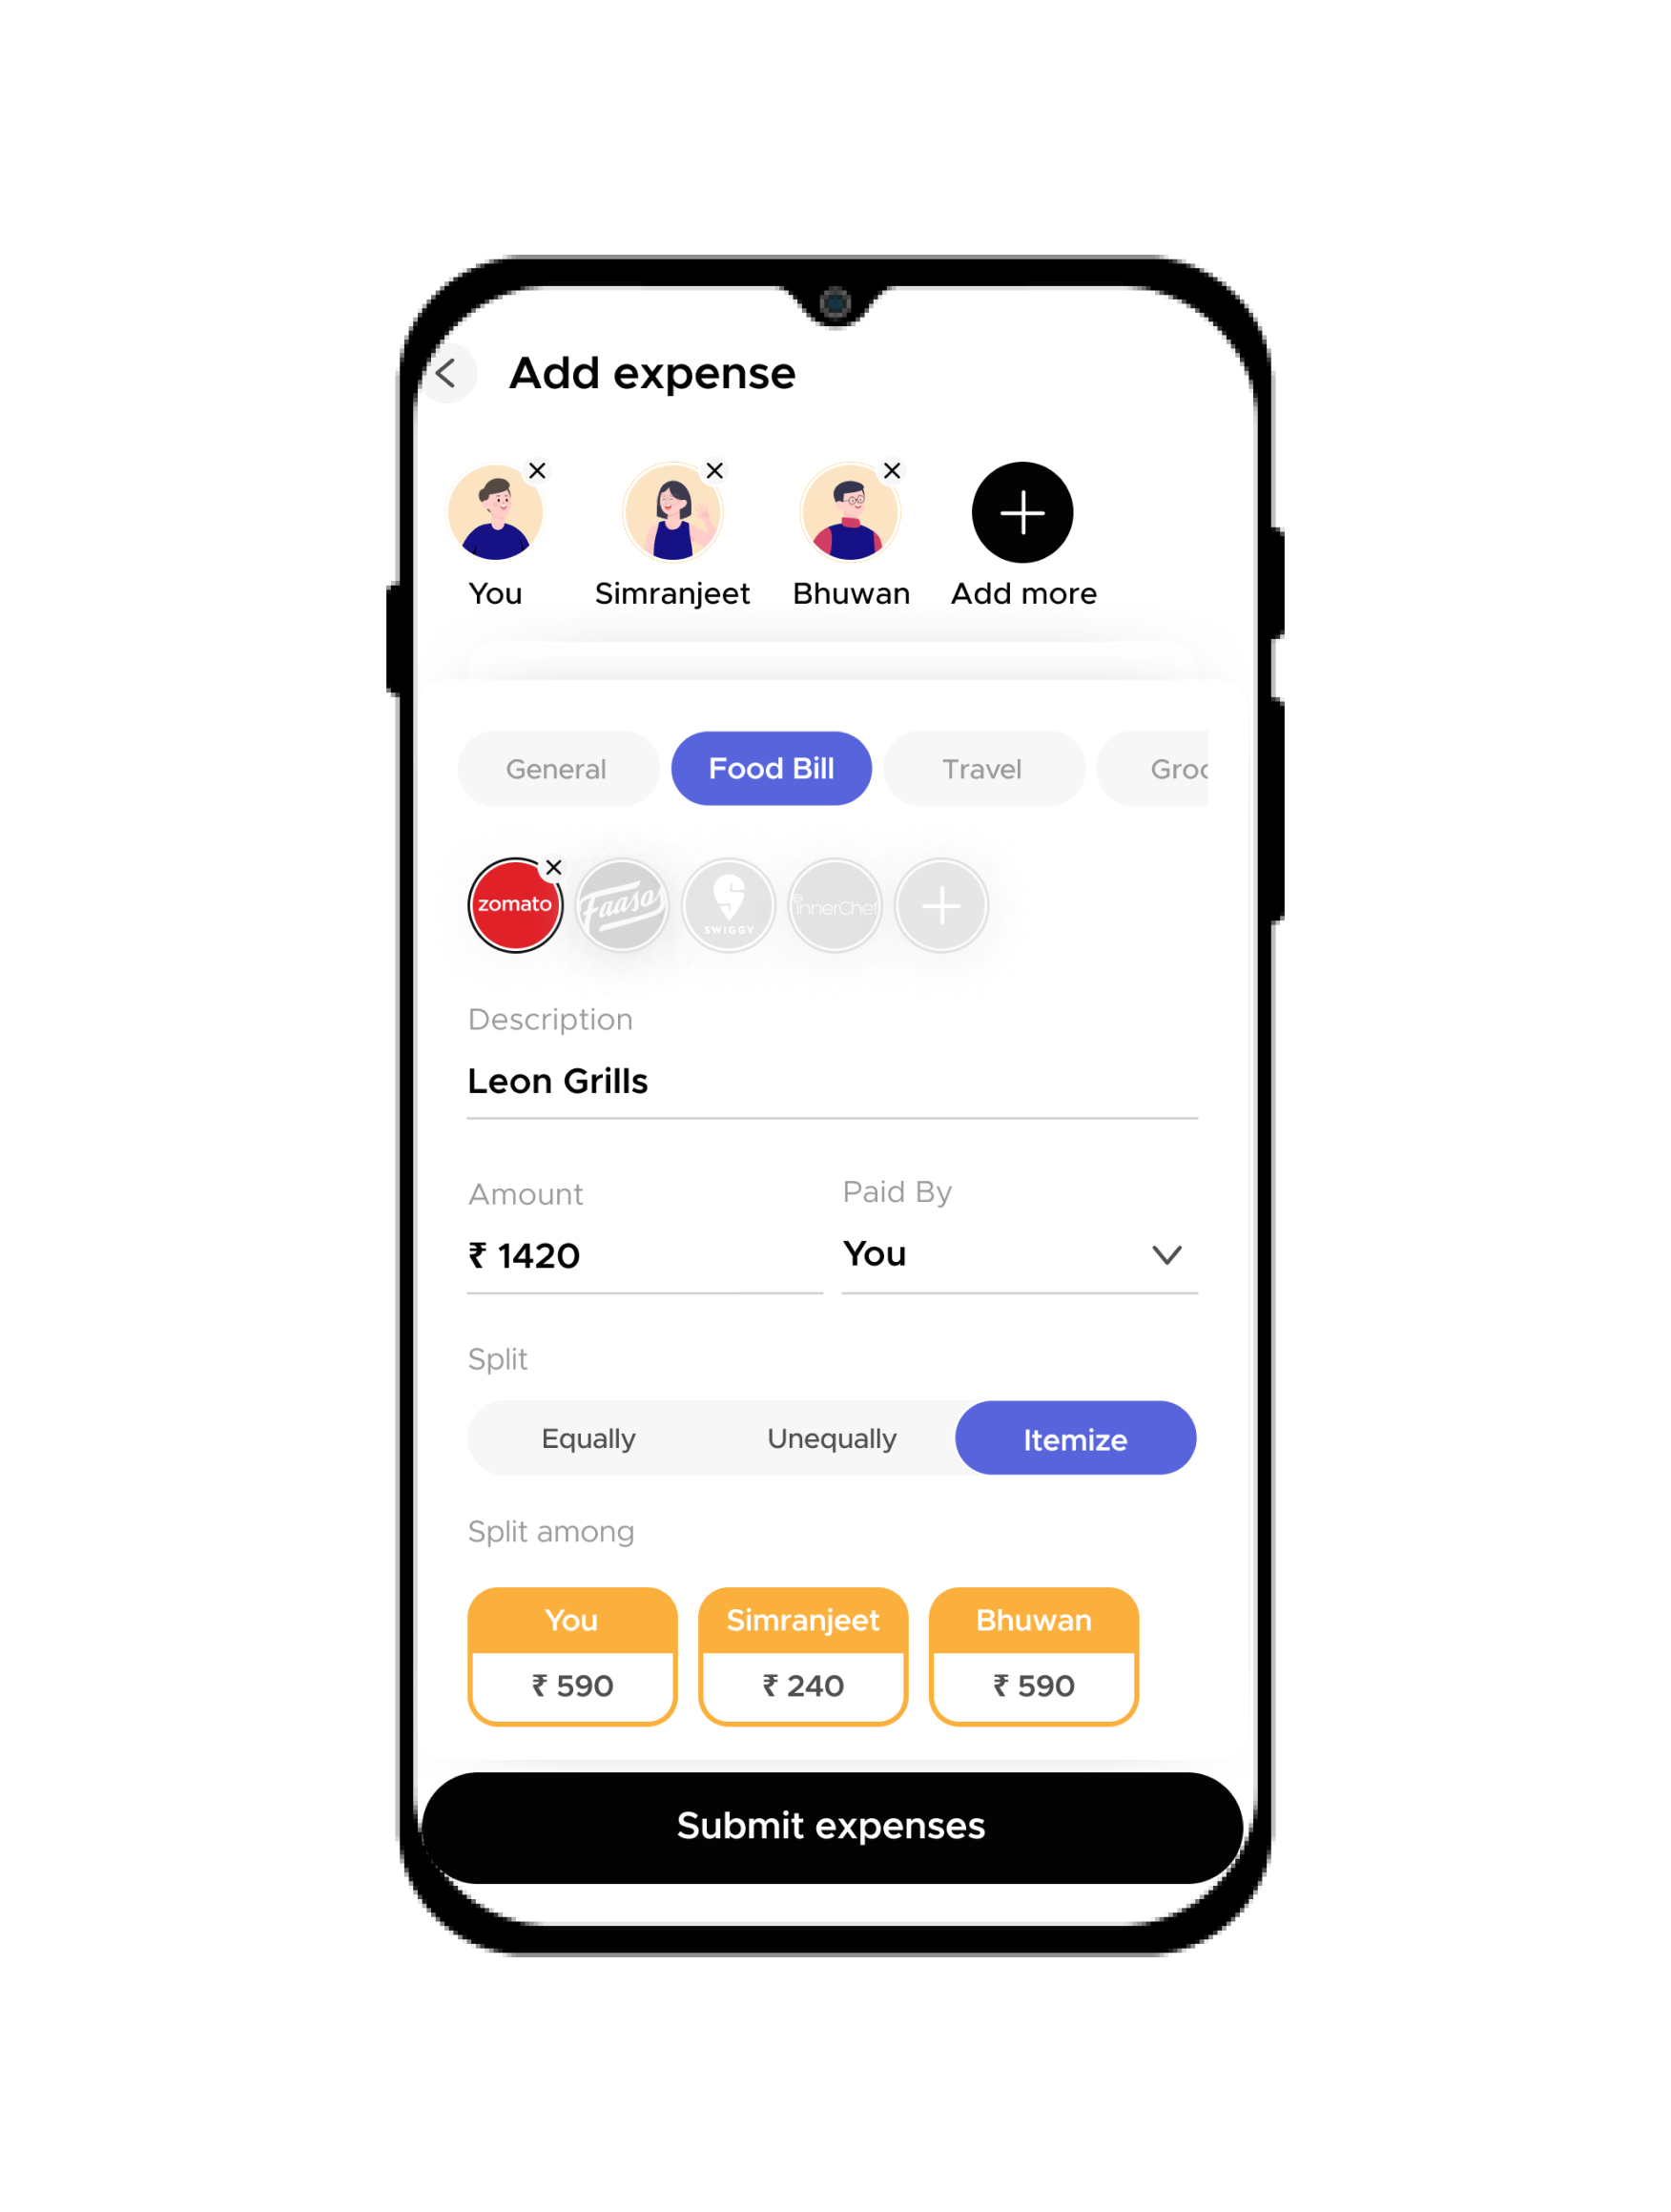 Add expense
You Simranjeet Bhuwan Add more
General Food Bill Travel Groc
zomato Faasos SWIGGY innerChef
Description
Leon Grills
Amount Paid By
₹ 1420 You
Split
Equally Unequally Itemize
Split among
You Simranjeet Bhuwan
₹ 590 ₹ 240 ₹ 590
Submit expenses